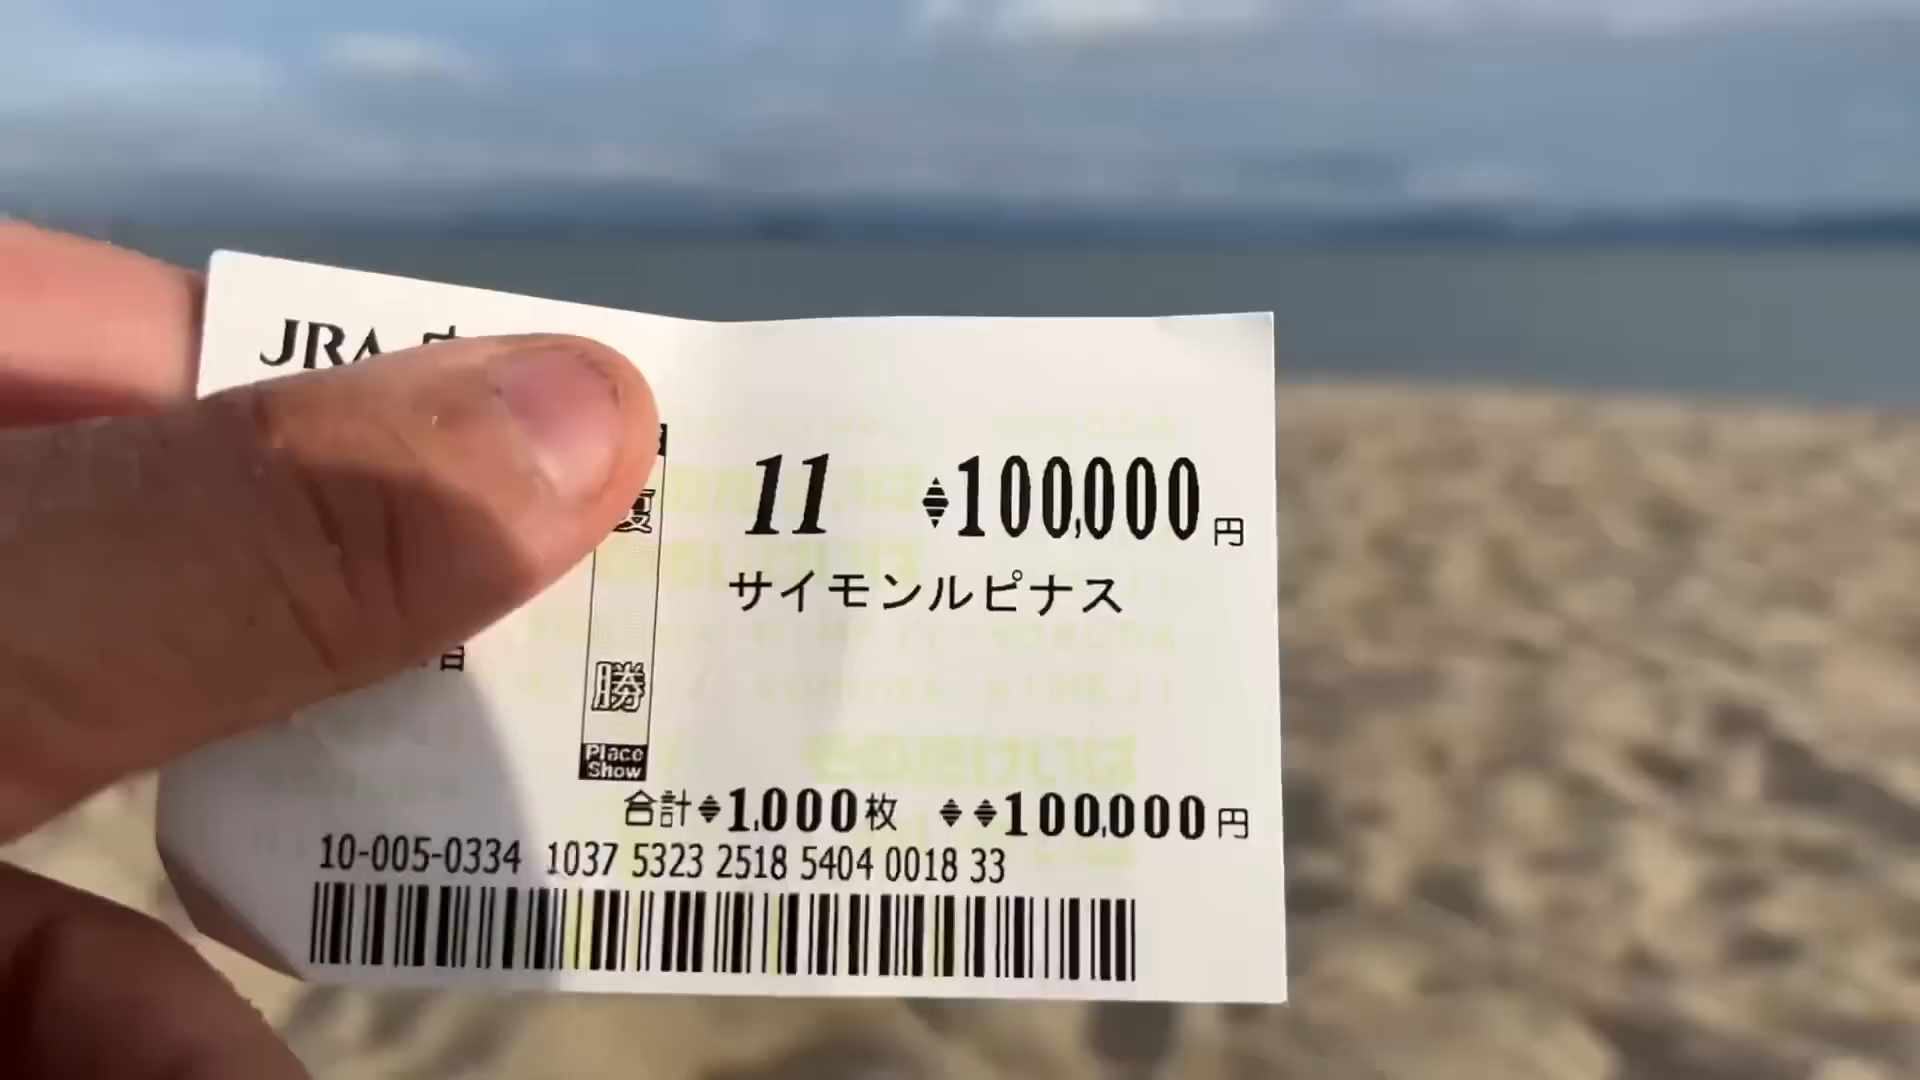 JRA
11 100,000円
複
サイモンルピナス
勝
Place
Show
合計 1,000枚 100,000円
10-005-0334 1037 5323 2518 5404 0018 33